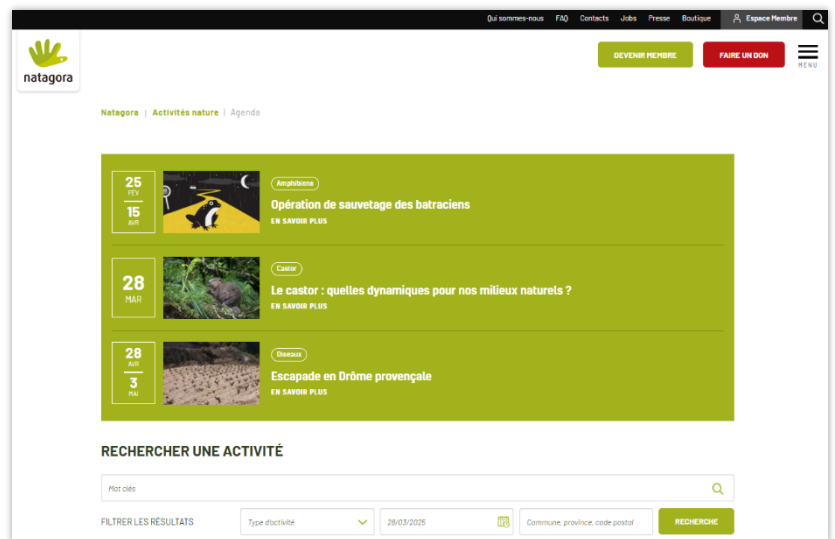 Qui sommes-nous FAQ Contacts Jobs Presse Boutique Espace Membre
natagora
DEVENIR MEMBRE
FAIRE UN DON
MENU
Natagora | Activités nature | Agenda
25
FÉV
15
AVR
Amphibiens
Opération de sauvetage des batraciens
EN SAVOIR PLUS
28
MAR
Castor
Le castor : quelles dynamiques pour nos milieux naturels ?
EN SAVOIR PLUS
28
AVR
3
MAI
Oiseaux
Escapade en Drôme provençale
EN SAVOIR PLUS
RECHERCHER UNE ACTIVITÉ
Mot clés
FILTRER LES RÉSULTATS Type d'activité 28/03/2025 Commune, province, code postal RECHERCHE